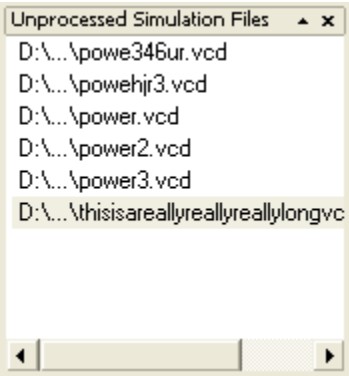 Unprocessed Simulation Files
D:\...\powe346ur.vcd
D:\...\powehjr3.vcd
D:\...\power.vcd
D:\...\power2.vcd
D:\...\power3.vcd
D:\...\thisisareallyreallyreallylongvc